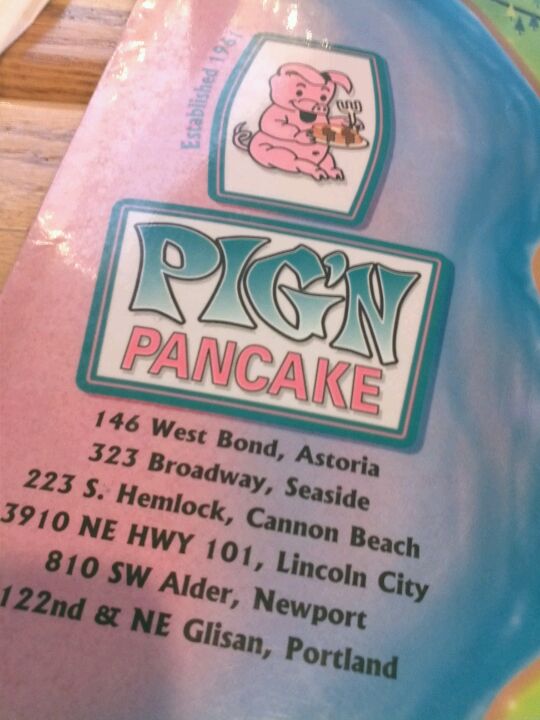 Established 1961
PIG'N
PANCAKE
146 West Bond, Astoria
323 Broadway, Seaside
223 S. Hemlock, Cannon Beach
3910 NE HWY 101, Lincoln City
810 SW Alder, Newport
122nd & NE Glisan, Portland